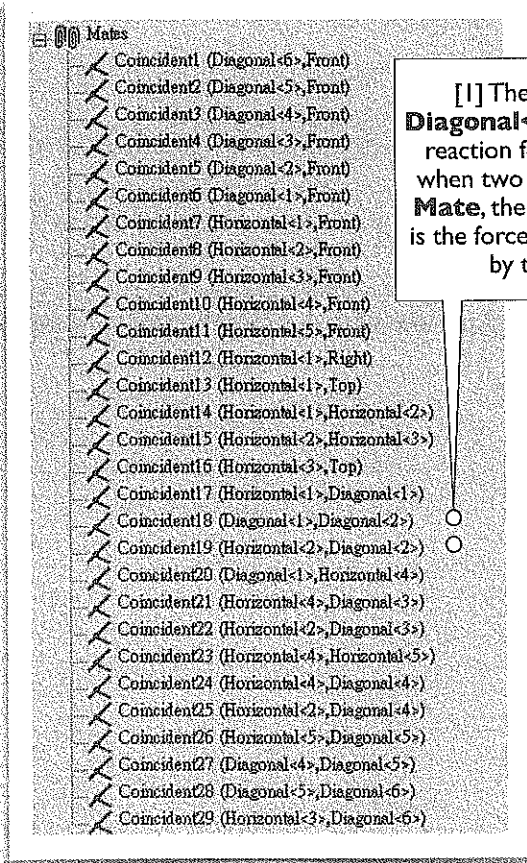 Mates
Coincident1 (Diagonal<6>,Front)
Coincident2 (Diagonal<5>,Front)
Coincident3 (Diagonal<4>,Front)
Coincident4 (Diagonal<3>,Front)
Coincident5 (Diagonal<2>,Front)
Coincident6 (Diagonal<1>,Front)
Coincident7 (Horizontal<1>,Front)
Coincident8 (Horizontal<2>,Front)
Coincident9 (Horizontal<3>,Front)
Coincident10 (Horizontal<4>,Front)
Coincident11 (Horizontal<5>,Front)
Coincident12 (Horizontal<1>,Right)
Coincident13 (Horizontal<1>,Top)
Coincident14 (Horizontal<1>,Horizontal<2>)
Coincident15 (Horizontal<2>,Horizontal<3>)
Coincident16 (Horizontal<3>,Top)
Coincident17 (Horizontal<1>,Diagonal<1>)
Coincident18 (Diagonal<1>,Diagonal<2>)
Coincident19 (Horizontal<2>,Diagonal<2>)
Coincident20 (Diagonal<1>,Horizontal<4>)
Coincident21 (Horizontal<4>,Diagonal<3>)
Coincident22 (Horizontal<2>,Diagonal<3>)
Coincident23 (Horizontal<4>,Horizontal<5>)
Coincident24 (Horizontal<4>,Diagonal<4>)
Coincident25 (Horizontal<2>,Diagonal<4>)
Coincident26 (Horizontal<5>,Diagonal<5>)
Coincident27 (Diagonal<4>,Diagonal<5>)
Coincident28 (Diagonal<5>,Diagonal<6>)
Coincident29 (Horizontal<3>,Diagonal<6>)
[1] The
Diagonal<
reaction f
when two
Mate, the
is the force
by t